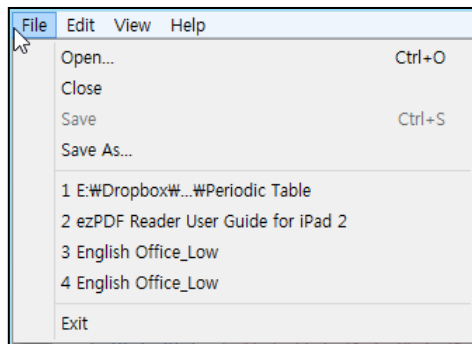 File Edit View Help
Open... Ctrl+O
Close
Save Ctrl+S
Save As...
1 E:₩Dropbox₩...₩Periodic Table
2 ezPDF Reader User Guide for iPad 2
3 English Office_Low
4 English Office_Low
Exit